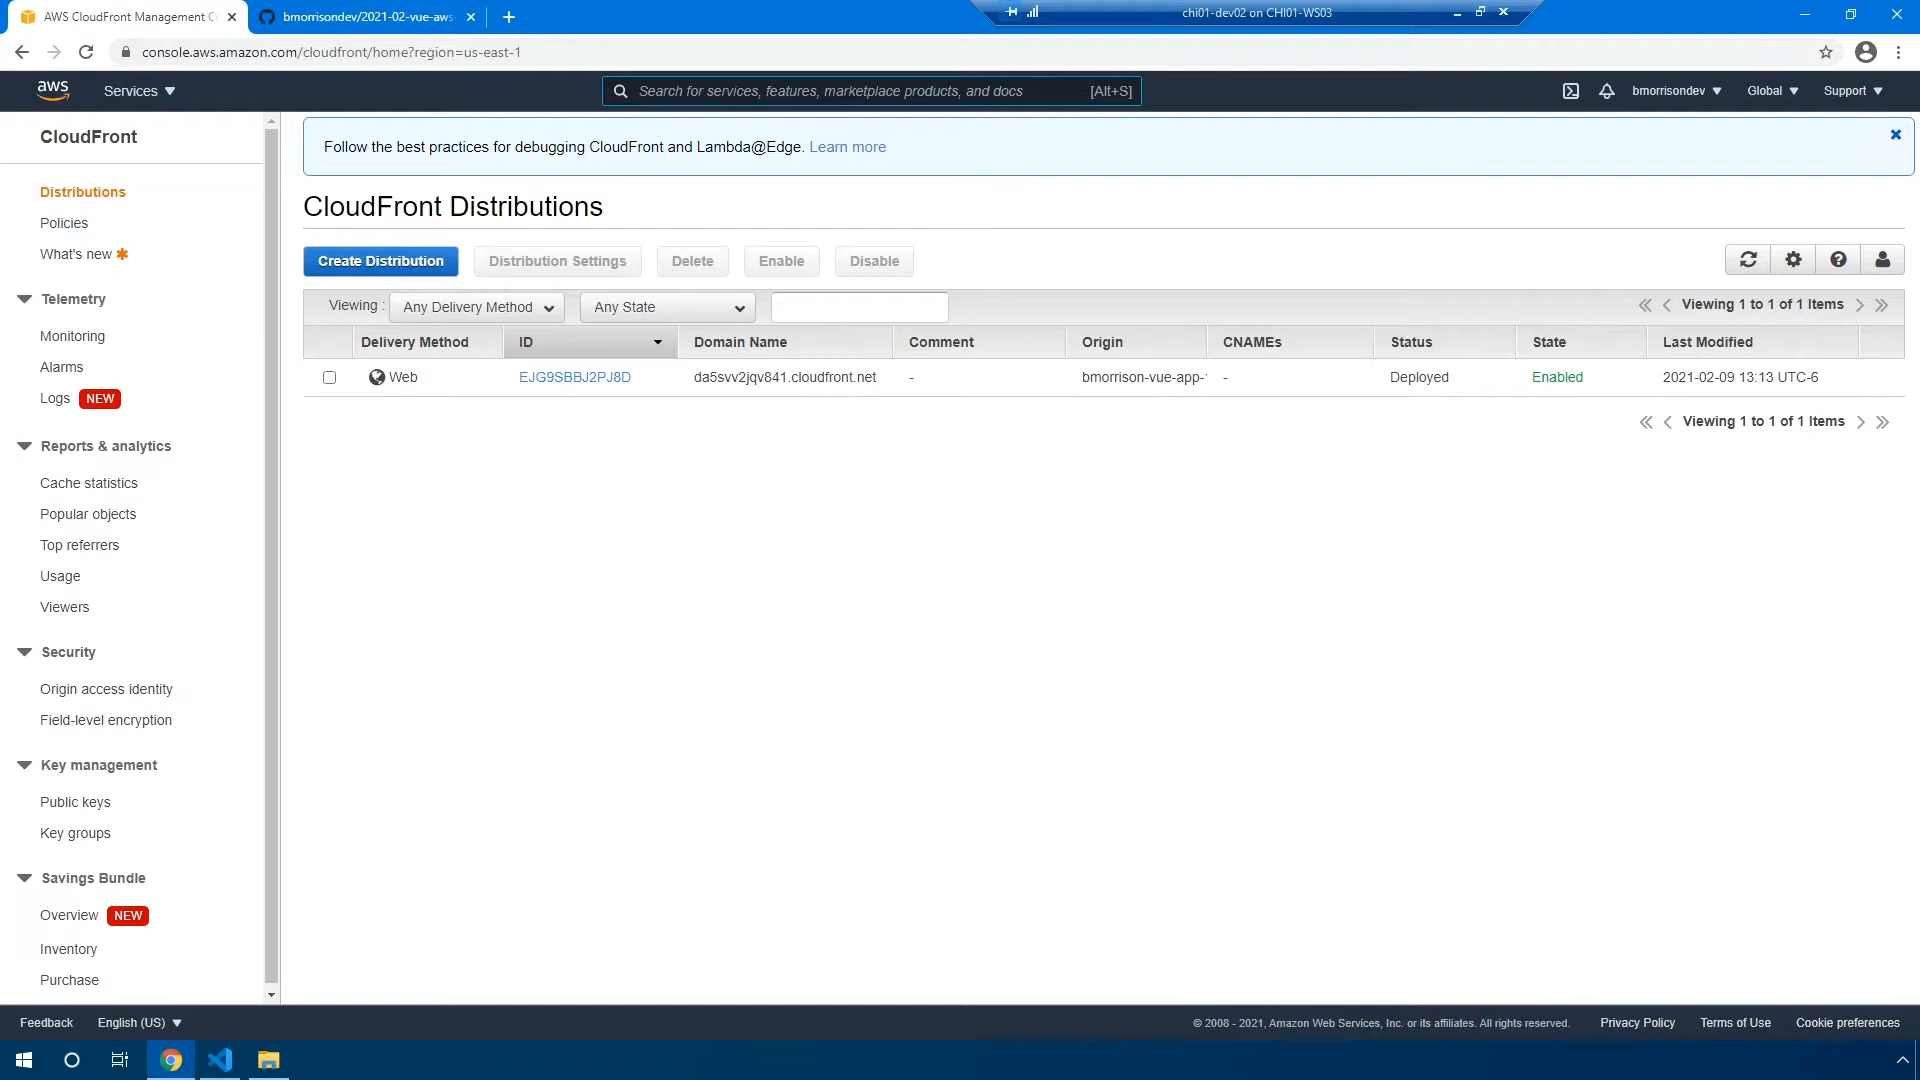 AWS CloudFront Management Co
bmorrisondev/2021-02-vue-aws-
chi01-dev02 on CHI01-WS03
console.aws.amazon.com/cloudfront/home?region=us-east-1
aws
Services
Search for services, features, marketplace products, and docs
[Alt+S]
bmorrisondev
Global
Support
CloudFront
Distributions
Policies
What's new
Telemetry
Monitoring
Alarms
Logs NEW
Reports & analytics
Cache statistics
Popular objects
Top referrers
Usage
Viewers
Security
Origin access identity
Field-level encryption
Key management
Public keys
Key groups
Savings Bundle
Overview NEW
Inventory
Purchase
Follow the best practices for debugging CloudFront and Lambda@Edge. Learn more
CloudFront Distributions
Create Distribution
Distribution Settings
Delete
Enable
Disable
Viewing : Any Delivery Method Any State
Viewing 1 to 1 of 1 Items
Delivery Method ID Domain Name Comment Origin CNAMEs Status State Last Modified
Web EJG9SBBJ2PJ8D da5svv2jqv841.cloudfront.net - bmorrison-vue-app- - Deployed Enabled 2021-02-09 13:13 UTC-6
Viewing 1 to 1 of 1 Items
Feedback
English (US)
© 2008 - 2021, Amazon Web Services, Inc. or its affiliates. All rights reserved.
Privacy Policy
Terms of Use
Cookie preferences